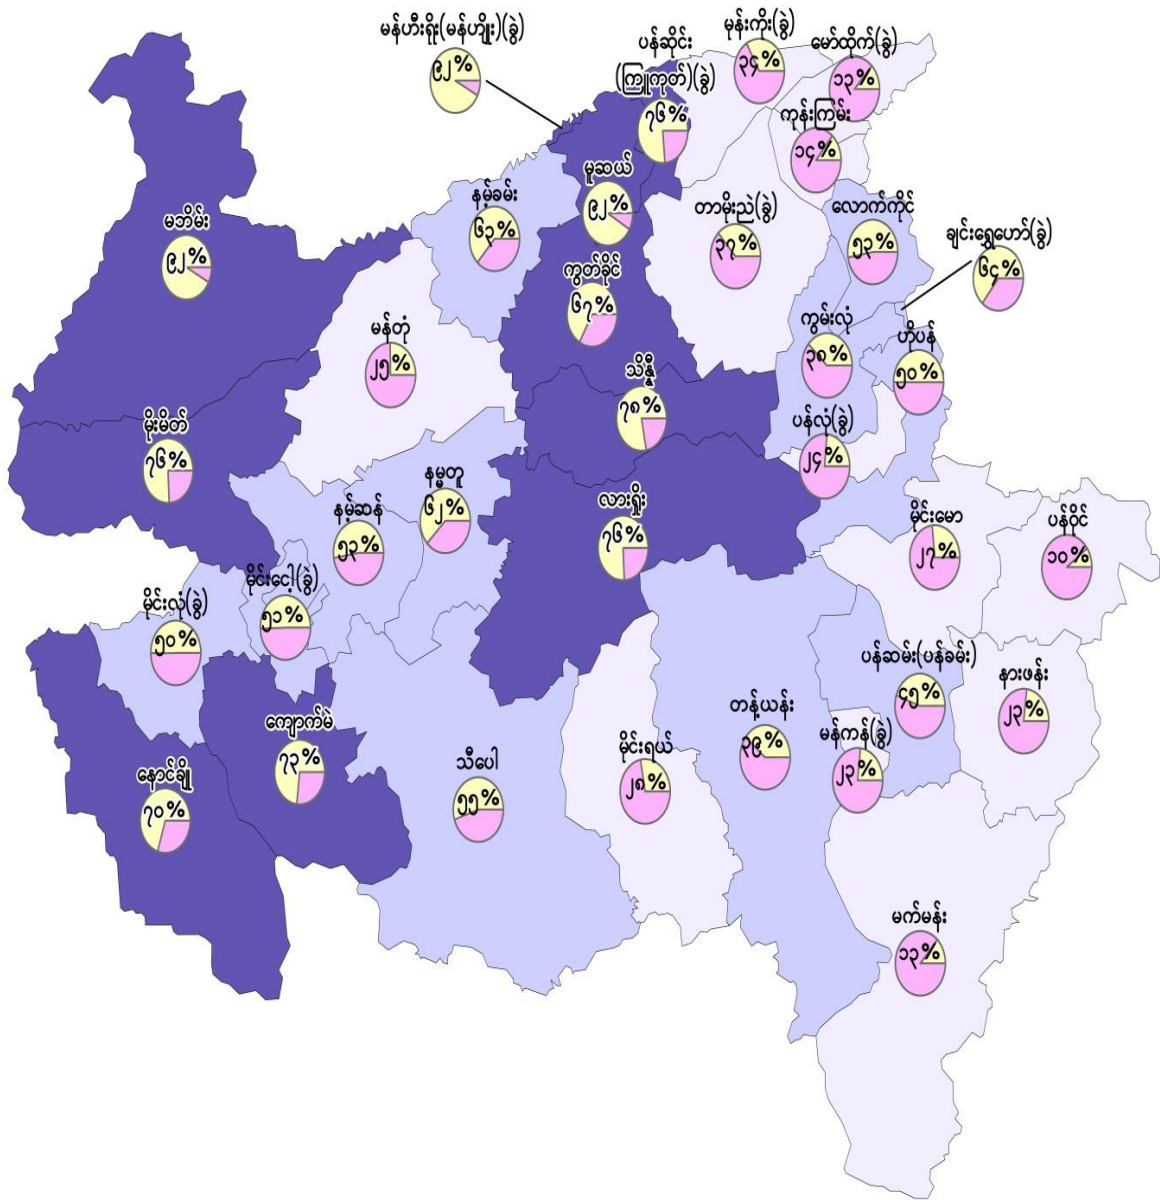 မန်ဟီးရိုး(မန်ဟျိုး)(ခွဲ)
၉၂%
ပန်ဆိုင်း
(ကြူကုတ်)(ခွဲ)
၇၆%
မုန်းကိုး(ခွဲ)
၃၄%
မော်ထိုက်(ခွဲ)
၁၃%
ကုန်းကြမ်း
၁၄%
မူဆယ်
၉၂%
နမ့်ခမ်း
၆၃%
တာမိုးညဲ(ခွဲ)
၃၇%
လောက်ကိုင်
၅၃%
ချင်းရွှေဟော်(ခွဲ)
၆၄%
မဘိမ်း
၉၂%
ကွတ်ခိုင်
၆၇%
မန်တုံ
၂၅%
ကွမ်းလုံ
၃၈%
ဟိုပန်
၅၀%
သိန္နီ
၇၈%
ပန်လုံ(ခွဲ)
၂၄%
မိုးမိတ်
၇၆%
နမ္မတူ
၆၂%
နမ့်ဆန်
၅၃%
လားရှိုး
၇၆%
မိုင်းမော
၂၇%
ပန်ဝိုင်
၁၀%
မိုင်းငေါ့(ခွဲ)
၅၁%
မိုင်းလုံ(ခွဲ)
၅၀%
ပန်ဆမ်း(ပန်ခမ်း)
၄၅%
နားဖန်း
၂၃%
ကျောက်မဲ
၇၃%
တန့်ယန်း
၃၉%
မန်ကန်(ခွဲ)
၂၃%
မိုင်းရယ်
၂၈%
သီပေါ
၅၅%
နောင်ချို
၇၀%
မက်မန်း
၁၃%